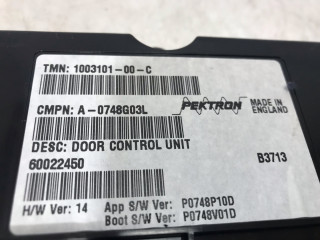 TMN: 1003101-00-C
CMPN: A-0748G03L
PEKTRON
MADE IN
ENGLAND
DESC: DOOR CONTROL UNIT
60022450
B3713
H/W Ver: 14 App S/W Ver: P0748P10D
Boot S/W Ver: P0748V01D